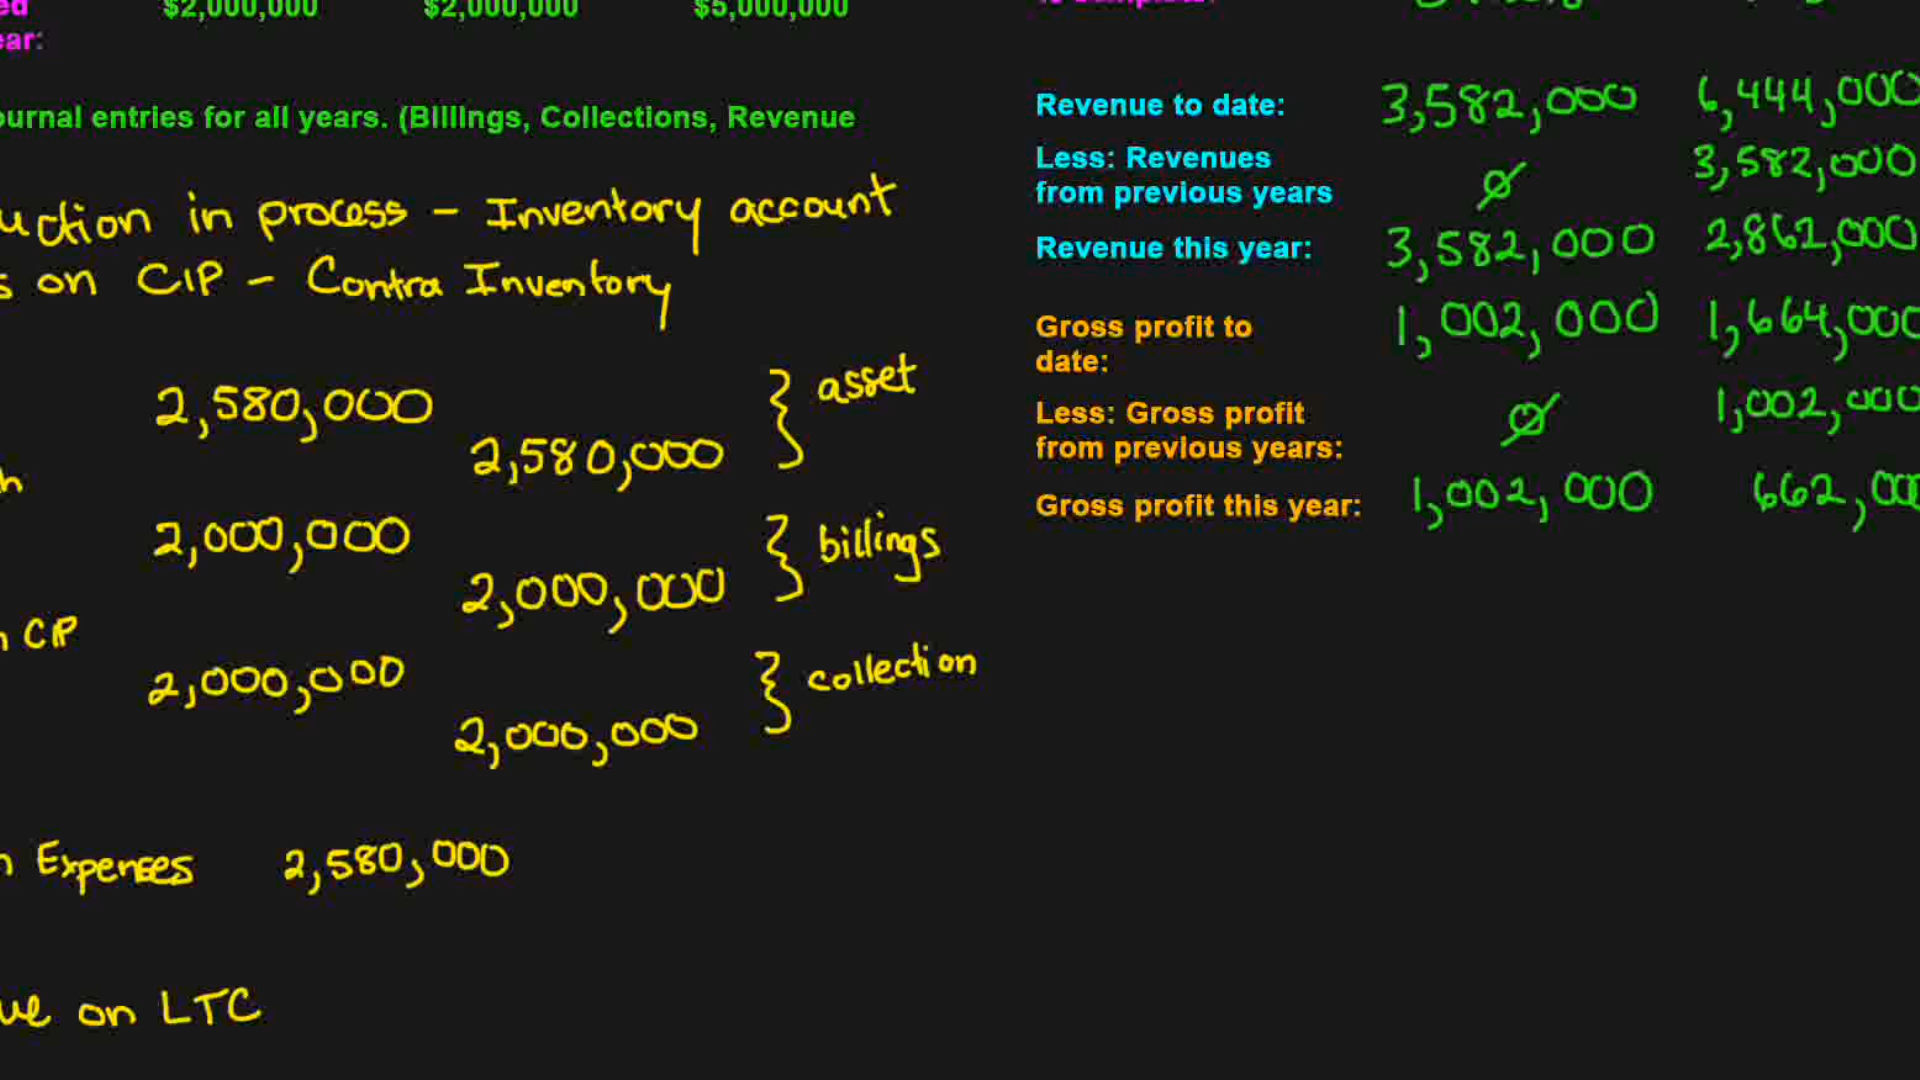 ed $2,000,000 $2,000,000 $5,000,000
ear:
ournal entries for all years. (Billings, Collections, Revenue
uction in process - Inventory account
s on CIP - Contra Inventory
2,580,000
2,580,000 } asset
h
2,000,000
2,000,000 } billings
n CIP
2,000,000
2,000,000 } collection
n Expenses 2,580,000
ue on LTC
Revenue to date: 3,582,000 6,444,000
Less: Revenues
from previous years ø 3,582,000
Revenue this year: 3,582,000 2,862,000
Gross profit to
date: 1,002,000 1,664,000
Less: Gross profit
from previous years: ø 1,002,000
Gross profit this year: 1,002,000 662,00